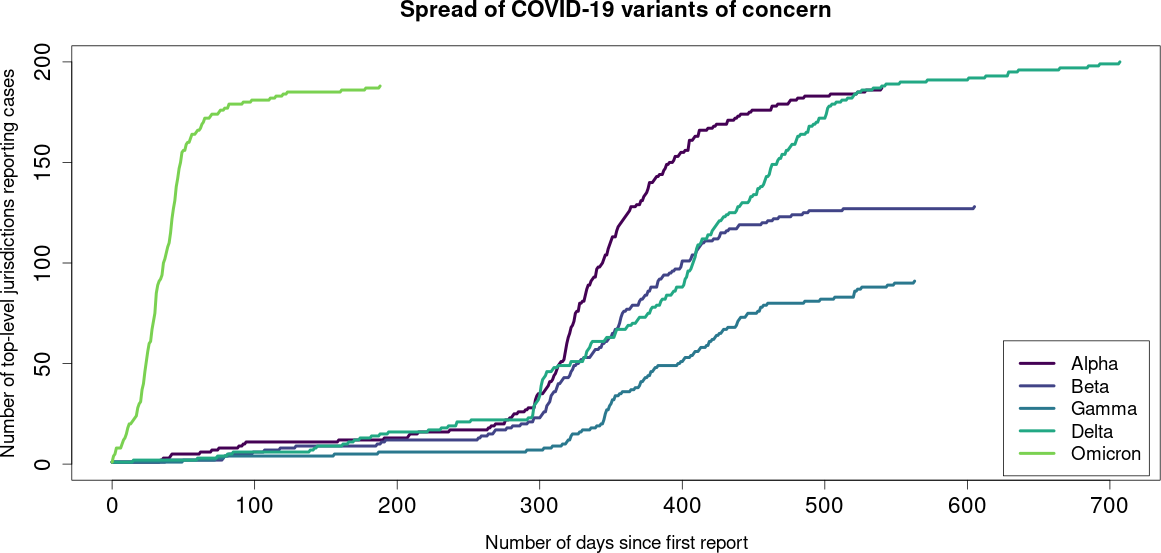 Spread of COVID-19 variants of concern
Number of top-level jurisdictions reporting cases
200
150
100
50
0
Alpha
Beta
Gamma
Delta
Omicron
0 100 200 300 400 500 600 700
Number of days since first report